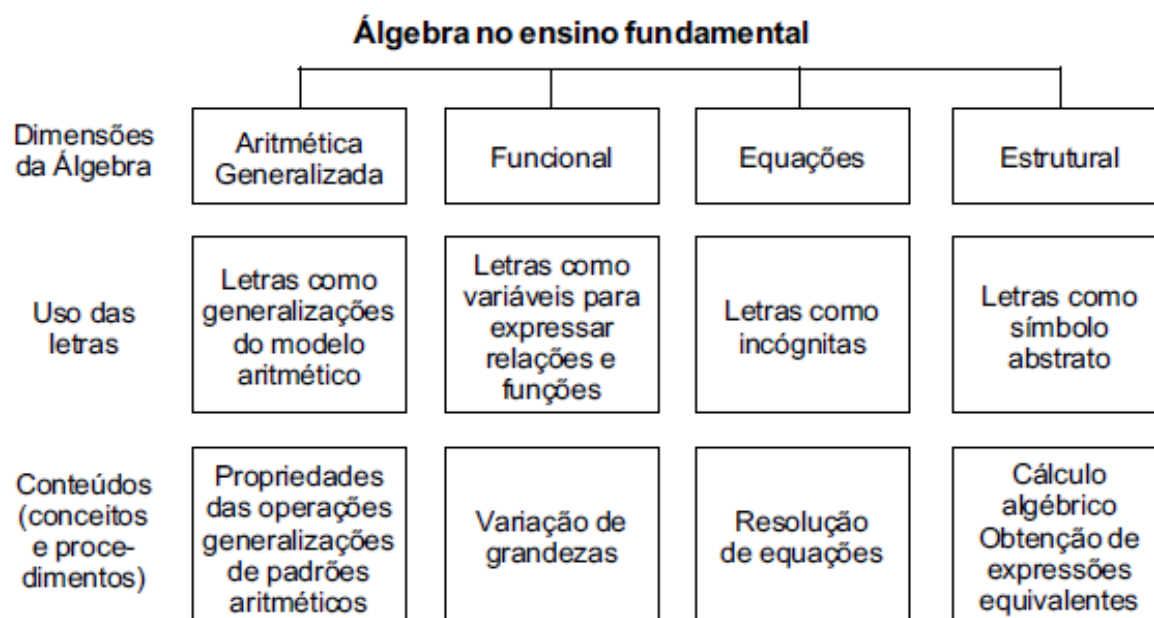 Álgebra no ensino fundamental
Dimensões
da Álgebra
Aritmética
Generalizada
Funcional
Equações
Estrutural
Uso das
letras
Letras como
generalizações
do modelo
aritmético
Letras como
variáveis para
expressar
relações e
funções
Letras como
incógnitas
Letras como
símbolo
abstrato
Conteúdos
(conceitos
e proce-
dimentos)
Propriedades
das operações
generalizações
de padrões
aritméticos
Variação de
grandezas
Resolução
de equações
Cálculo
algébrico
Obtenção de
expressões
equivalentes